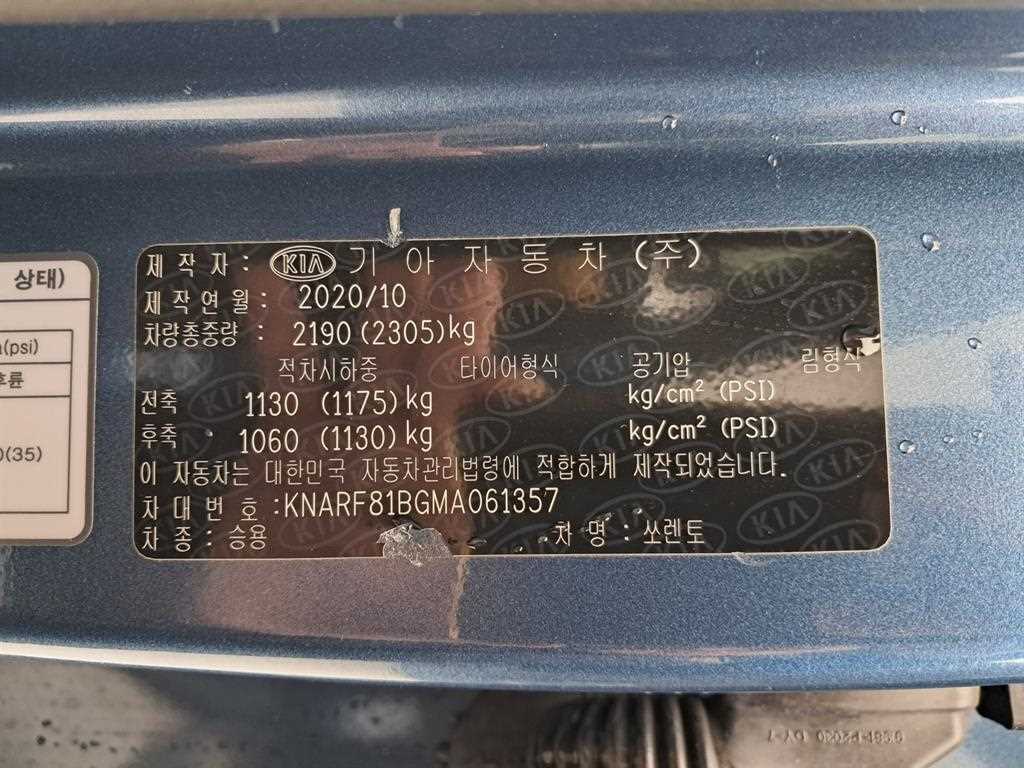 상태)
(psi)
후륜
0(35)
제 작 자 : KIA 기 아 자 동 차 (주)
제 작 연 월 : 2020/10
차량총중량 : 2190 (2305)kg
적차시하중 타이어형식 공기압 림형식
전축 1130 (1175)kg kg/cm² (PSI)
후축 · 1060 (1130)kg kg/cm² (PSI)
이 자동차는 대한민국 자동차관리법령에 적합하게 제작되었습니다.
차 대 번 호 :KNARF81BGMA061357
차 종 : 승용 차 명 : 쏘렌토